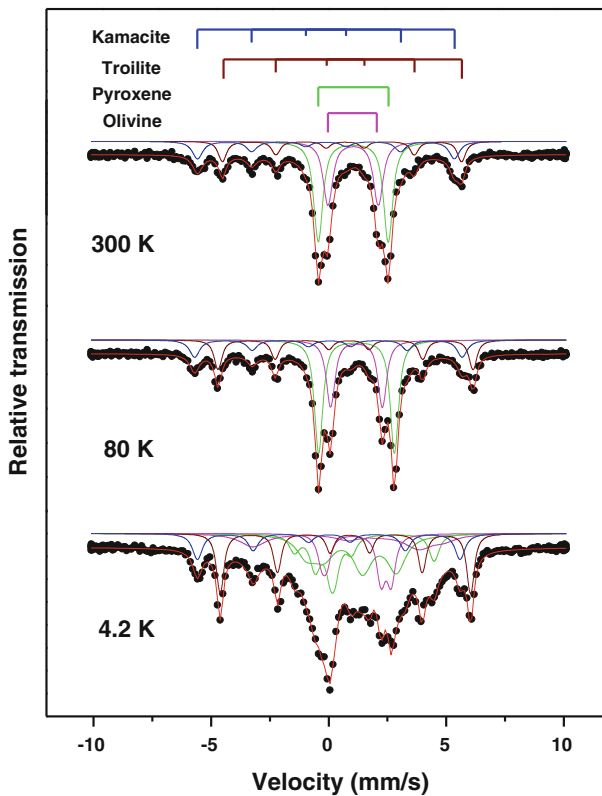 Kamacite
Troilite
Pyroxene
Olivine
300 K
80 K
4.2 K
Relative transmission
-10 -5 0 5 10
Velocity (mm/s)